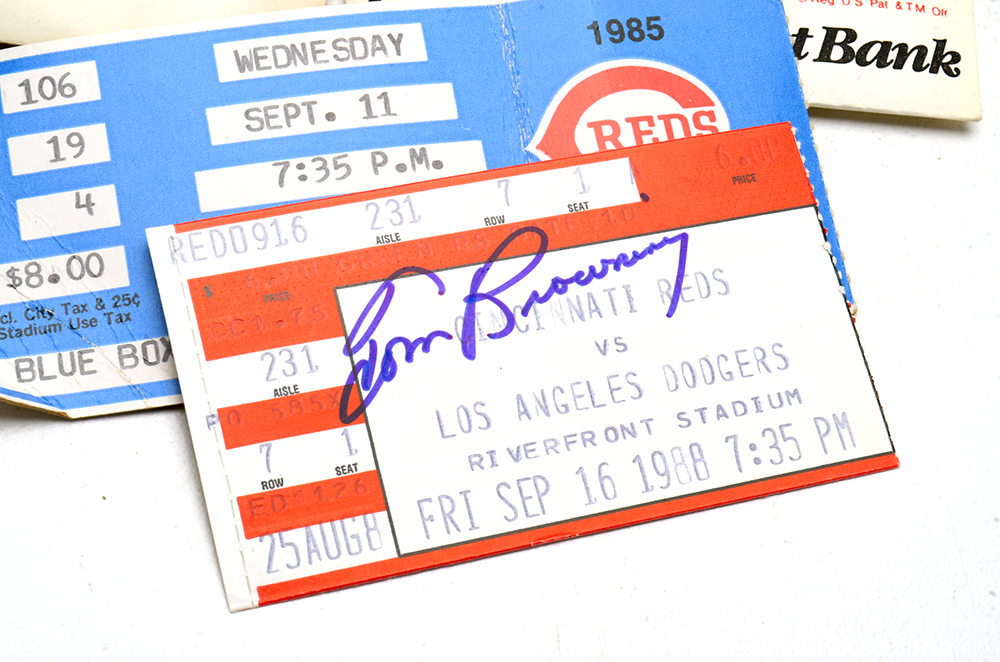 Reg. U S Pat & T M Off
t Bank
1985
REDS
WEDNESDAY
106
SEPT. 11
19
7:35 P.M.
4
$8.00
cl. City Tax & 25¢
Stadium Use Tax
BLUE BOX
6.00
PRICE
RED0916 231 7 1
AISLE ROW SEAT
$
PRICE
Tom Browning
CINCINNATI REDS
VS
LOS ANGELES DODGERS
RIVERFRONT STADIUM
FRI SEP 16 1988 7:35 PM
231
AISLE
7 1
ROW SEAT
25AUG8